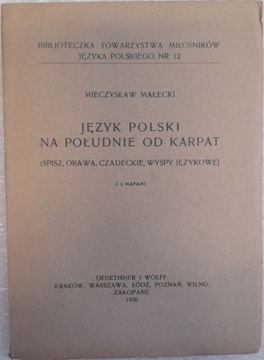 BIBLIOTECZKA TOWARZYSTWA MIŁOŚNIKÓW
JĘZYKA POLSKIEGO NR 12
MIECZYSŁAW MAŁECKI
JĘZYK POLSKI
NA POŁUDNIE OD KARPAT
(SPISZ, ORAWA, CZADECKIE, WYSPY JĘZYKOWE)
Z 2 MAPAMI
GEBETHNER I WOLFF
KRAKÓW, WARSZAWA, ŁÓDŹ, POZNAŃ, WILNO
ZAKOPANE
1938